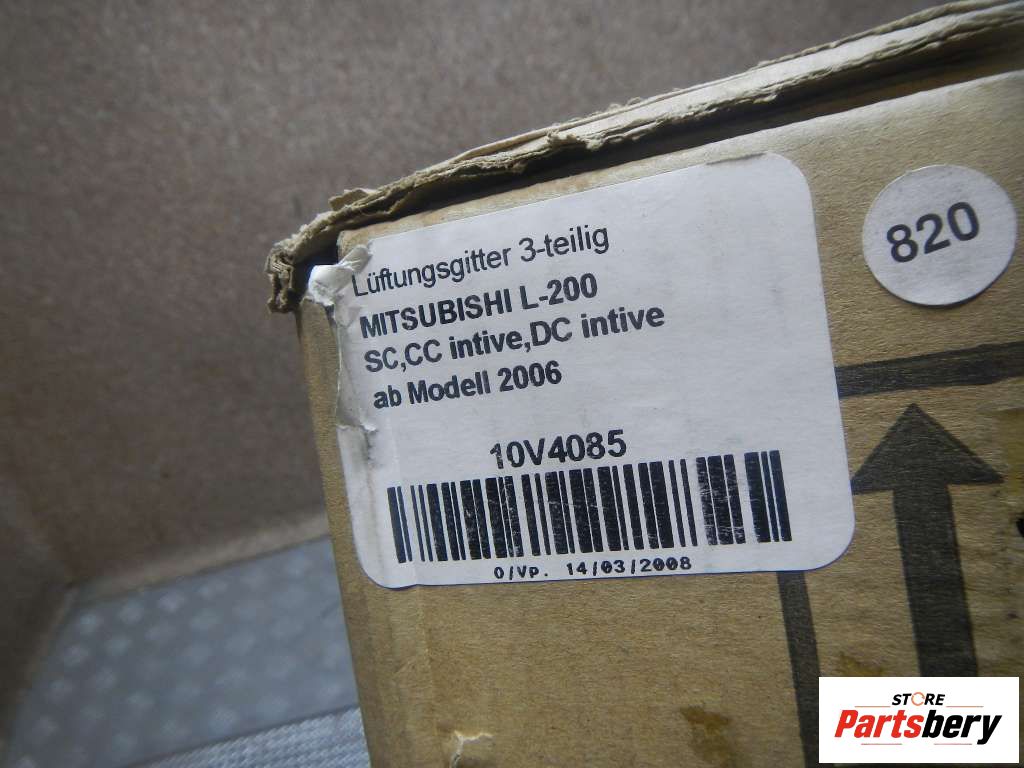 Lüftungsgitter 3-teilig
MITSUBISHI L-200
SC,CC intive,DC intive
ab Modell 2006
10V4085
O/Vp. 14/03/2008
820
STORE
Partsbery